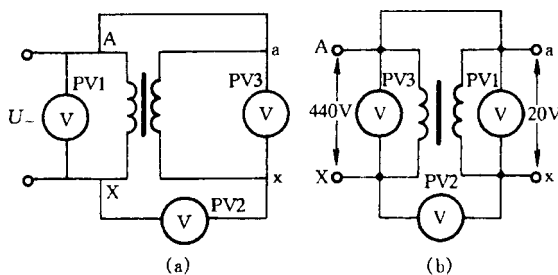 A a
PV1 PV3
U~ V V
X x
PV2
V
(a)
A a
PV3 PV1
440V V V 20V
X x
PV2
V
(b)